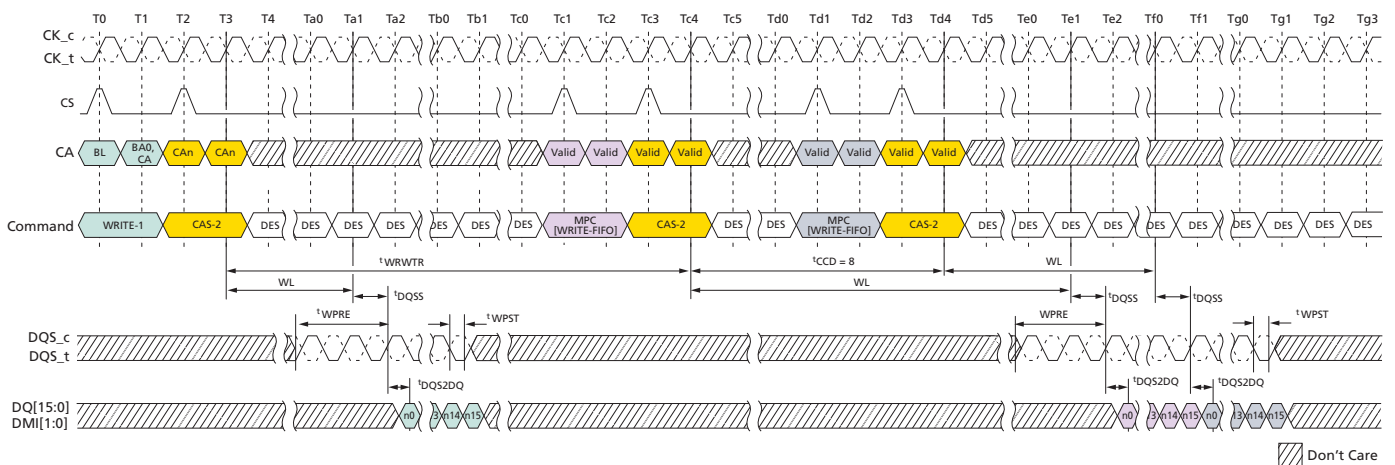 T0 T1 T2 T3 T4 Ta0 Ta1 Ta2 Tb0 Tb1 Tc0 Tc1 Tc2 Tc3 Tc4 Tc5 Td0 Td1 Td2 Td3 Td4 Td5 Te0 Te1 Te2 Tf0 Tf1 Tg0 Tg1 Tg2 Tg3
CK_c
CK_t
CS
CA BL BA0, CA CAn CAn Valid Valid Valid Valid Valid Valid Valid Valid
Command WRITE-1 CAS-2 DES DES DES DES DES DES DES MPC [WRITE-FIFO] CAS-2 DES DES MPC [WRITE-FIFO] CAS-2 DES DES DES DES DES DES DES DES DES DES
tWRWTR tCCD = 8 WL
WL WL tDQSS tDQSS
tDQSS
tWPRE tWPST WPRE tWPST
DQS_c
DQS_t
tDQS2DQ tDQS2DQ tDQS2DQ
DQ[15:0] n0 3 n14 n15 n0 3 n14 n15 n0 13 n14 n15
DMI[1:0]
Don't Care